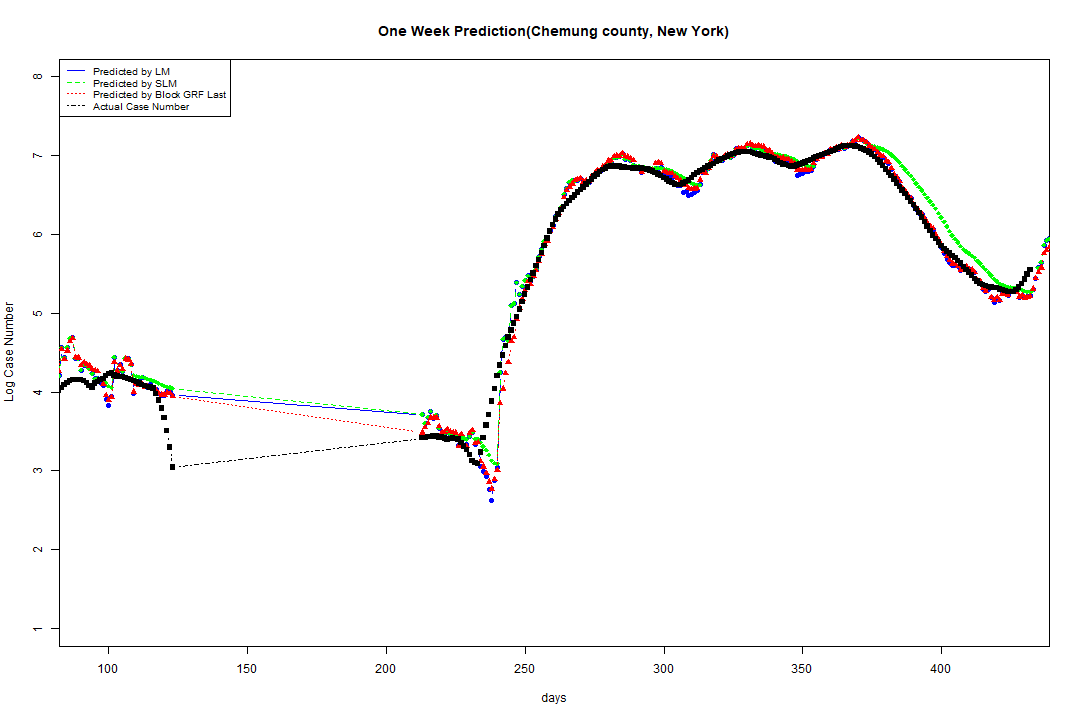 One Week Prediction(Chemung county, New York)
Predicted by LM
Predicted by SLM
Predicted by Block GRF Last
Actual Case Number
8
7
6
5
4
3
2
1
Log Case Number
100 150 200 250 300 350 400
days